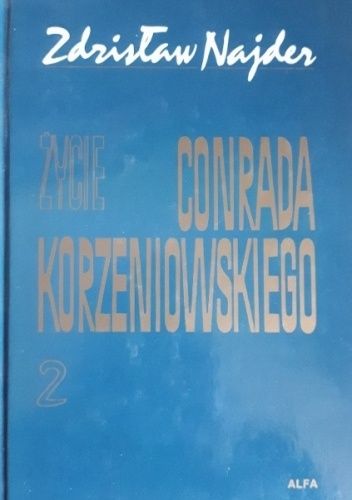 Zdzisław Najder
ŻYCIE CONRADA
KORZENIOWSKIEGO
2
ALFA